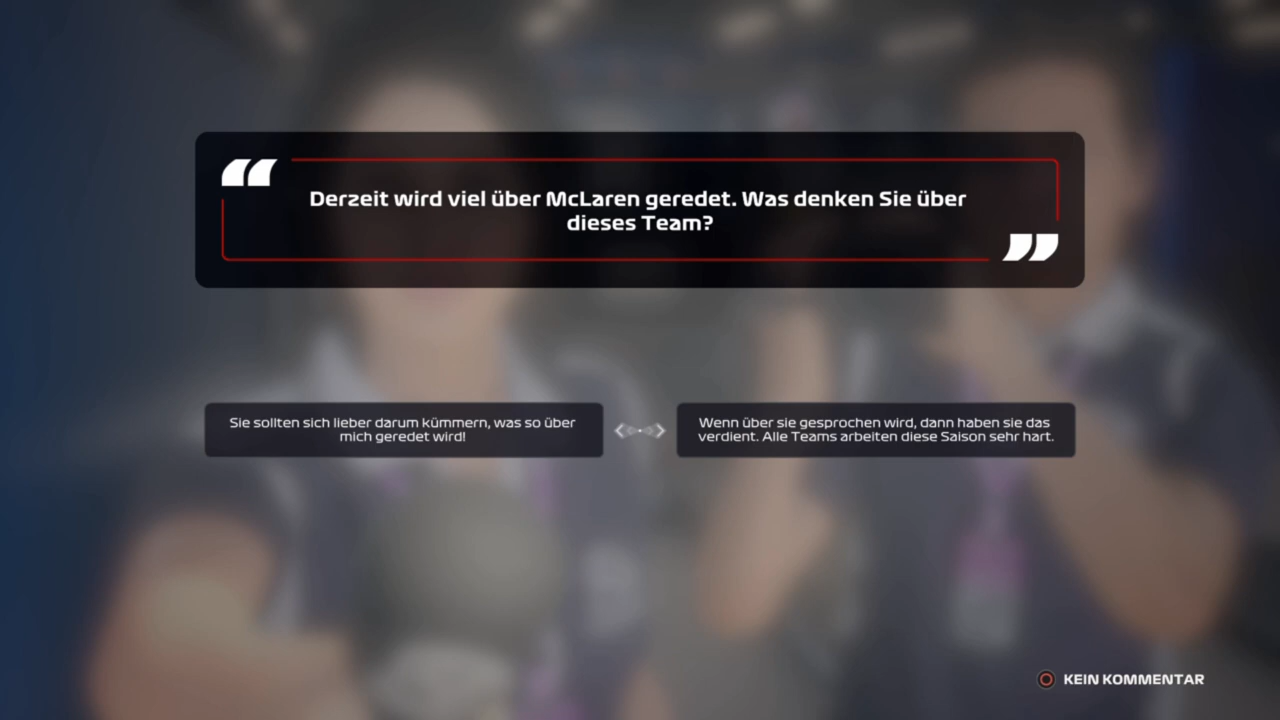 Derzeit wird viel über McLaren geredet. Was denken Sie über
dieses Team?
Sie sollten sich lieber darum kümmern, was so über
mich geredet wird!
Wenn über sie gesprochen wird, dann haben sie das
verdient. Alle Teams arbeiten diese Saison sehr hart.
KEIN KOMMENTAR